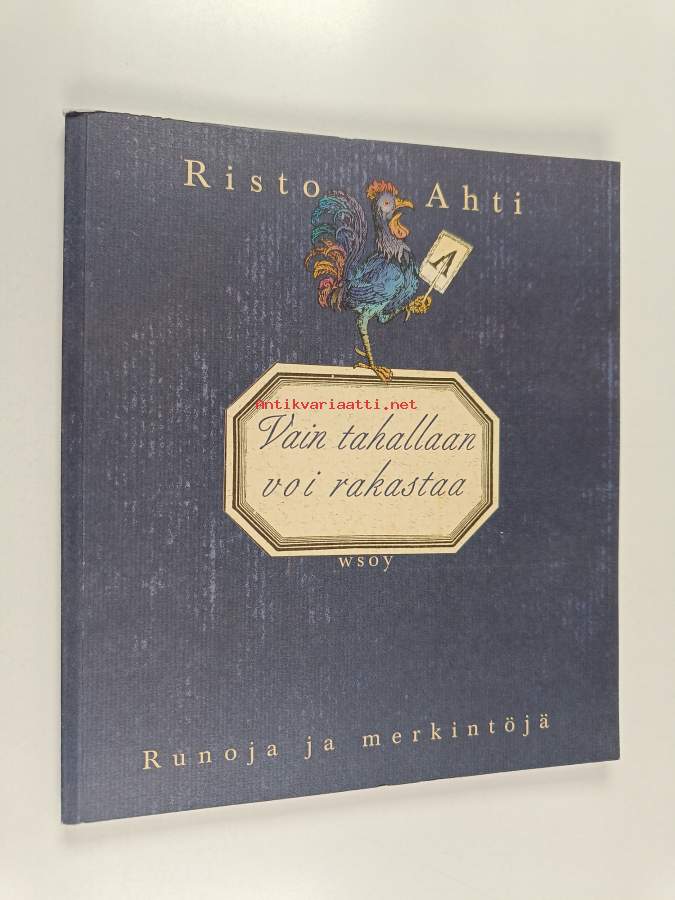 Risto Ahti
A
Antikvariaatti.net
Vain tahallaan
voi rakastaa
wsoy
Runoja ja merkintöjä